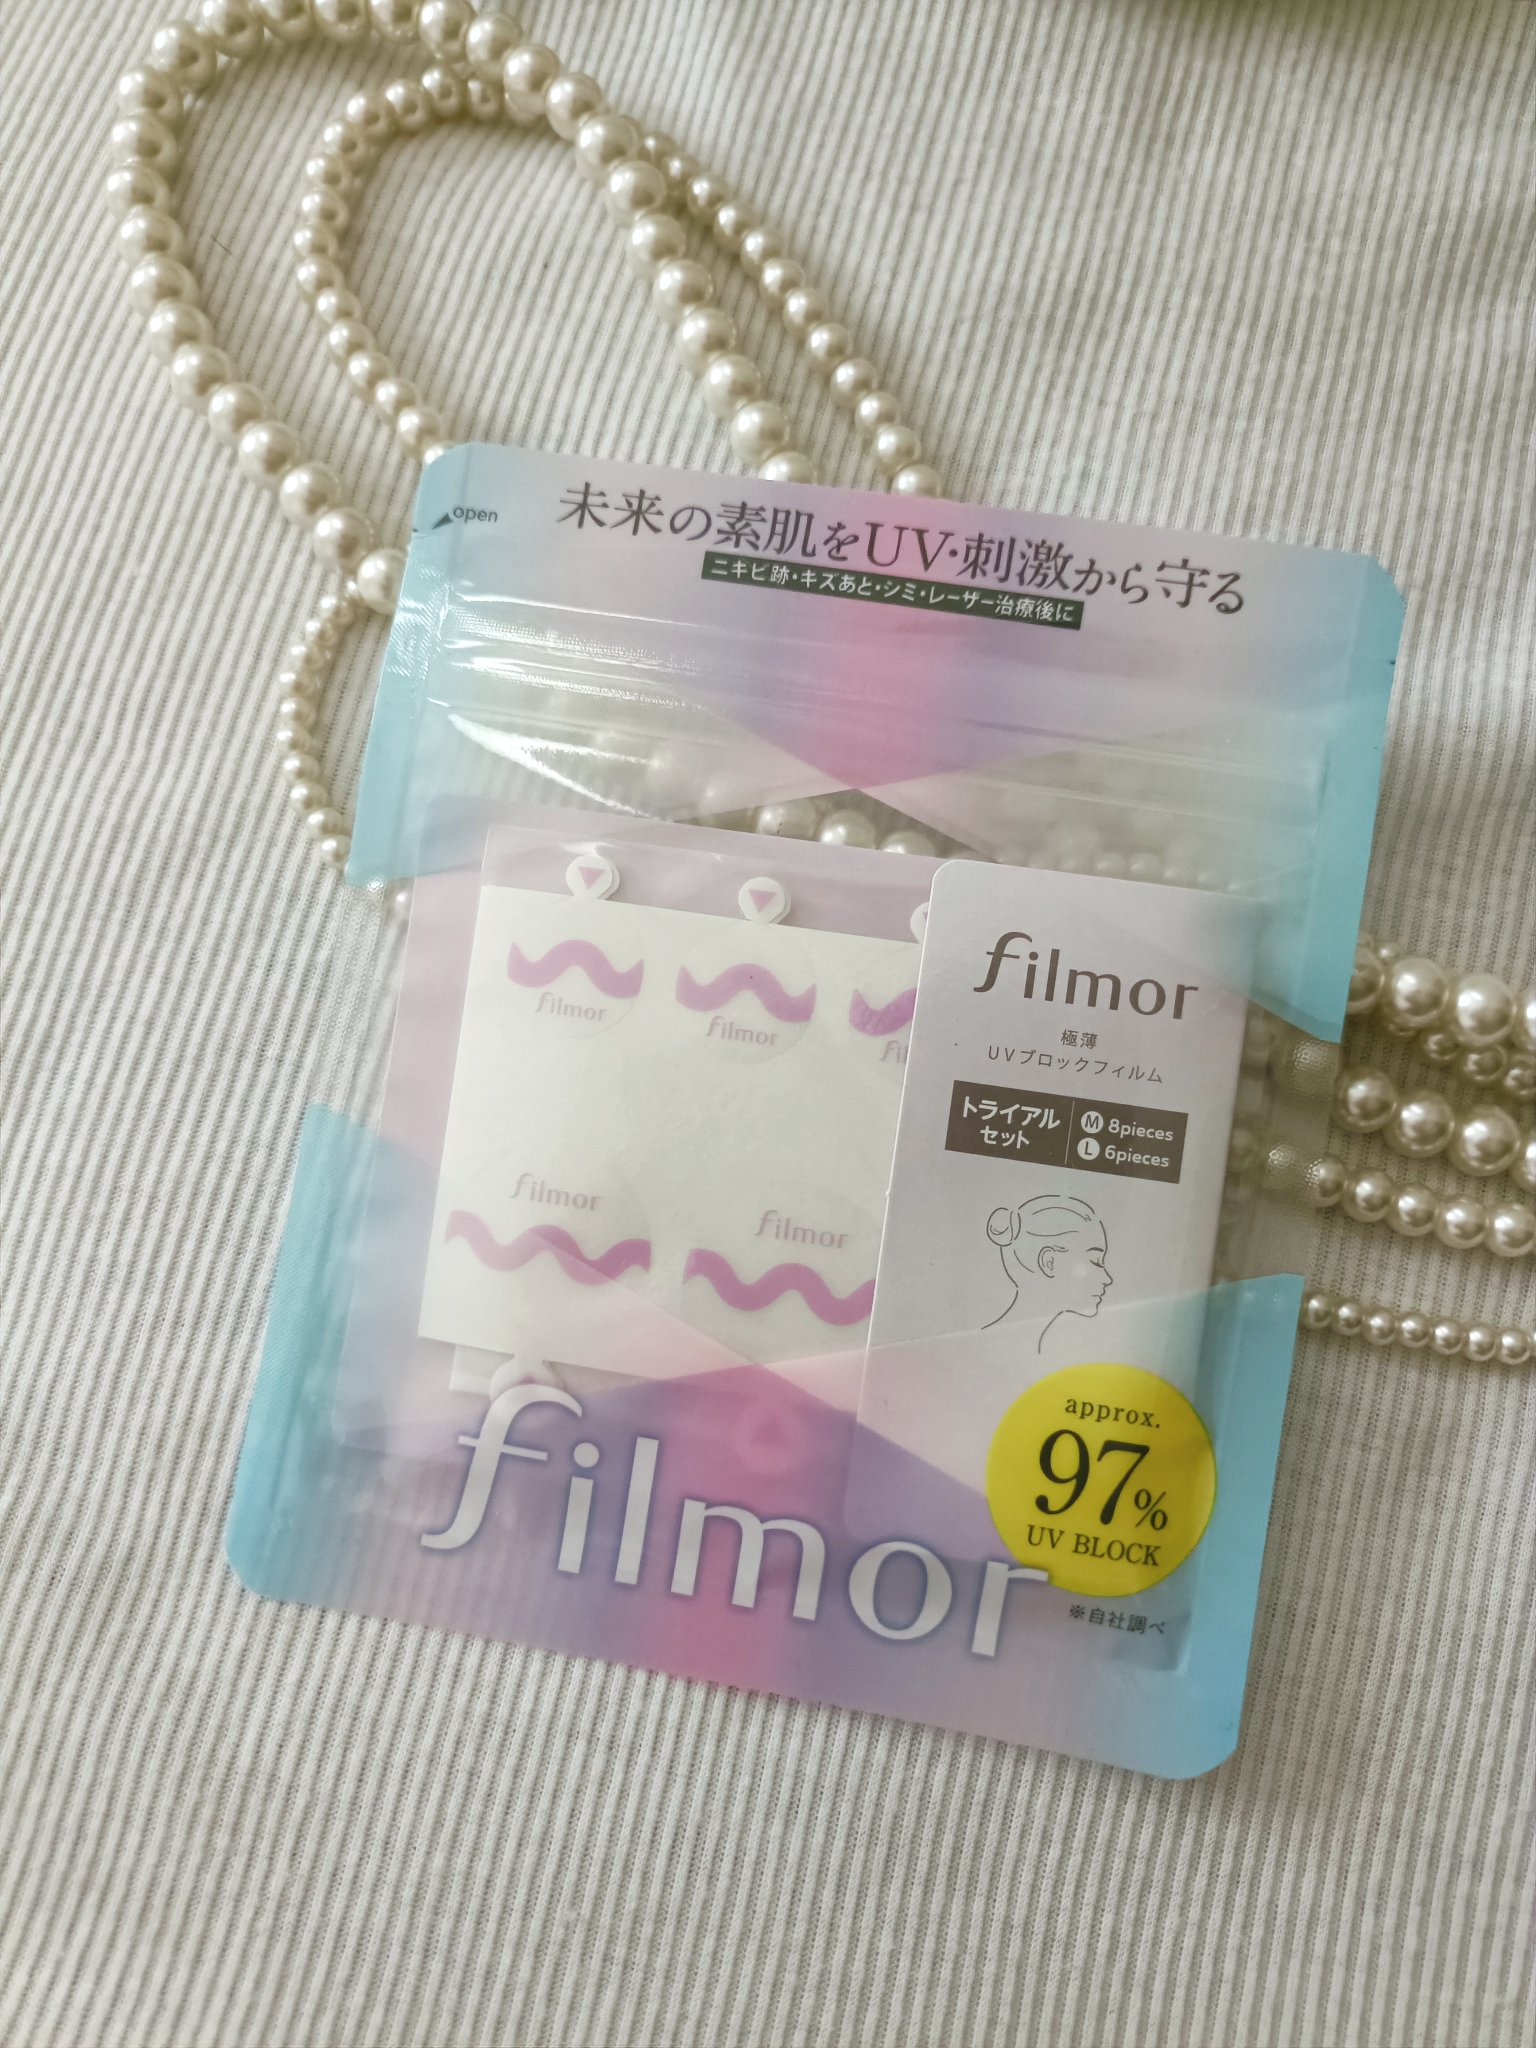 open
未来の素肌をUV・刺激から守る
ニキビ跡・キズあと・シミ・レーザー治療後に
filmor
filmor
fil
filmor
filmor
filmor
極薄
UVブロックフィルム
トライアル
セット
M 8pieces
L 6pieces
approx.
97%
UV BLOCK
※自社調べ
filmor